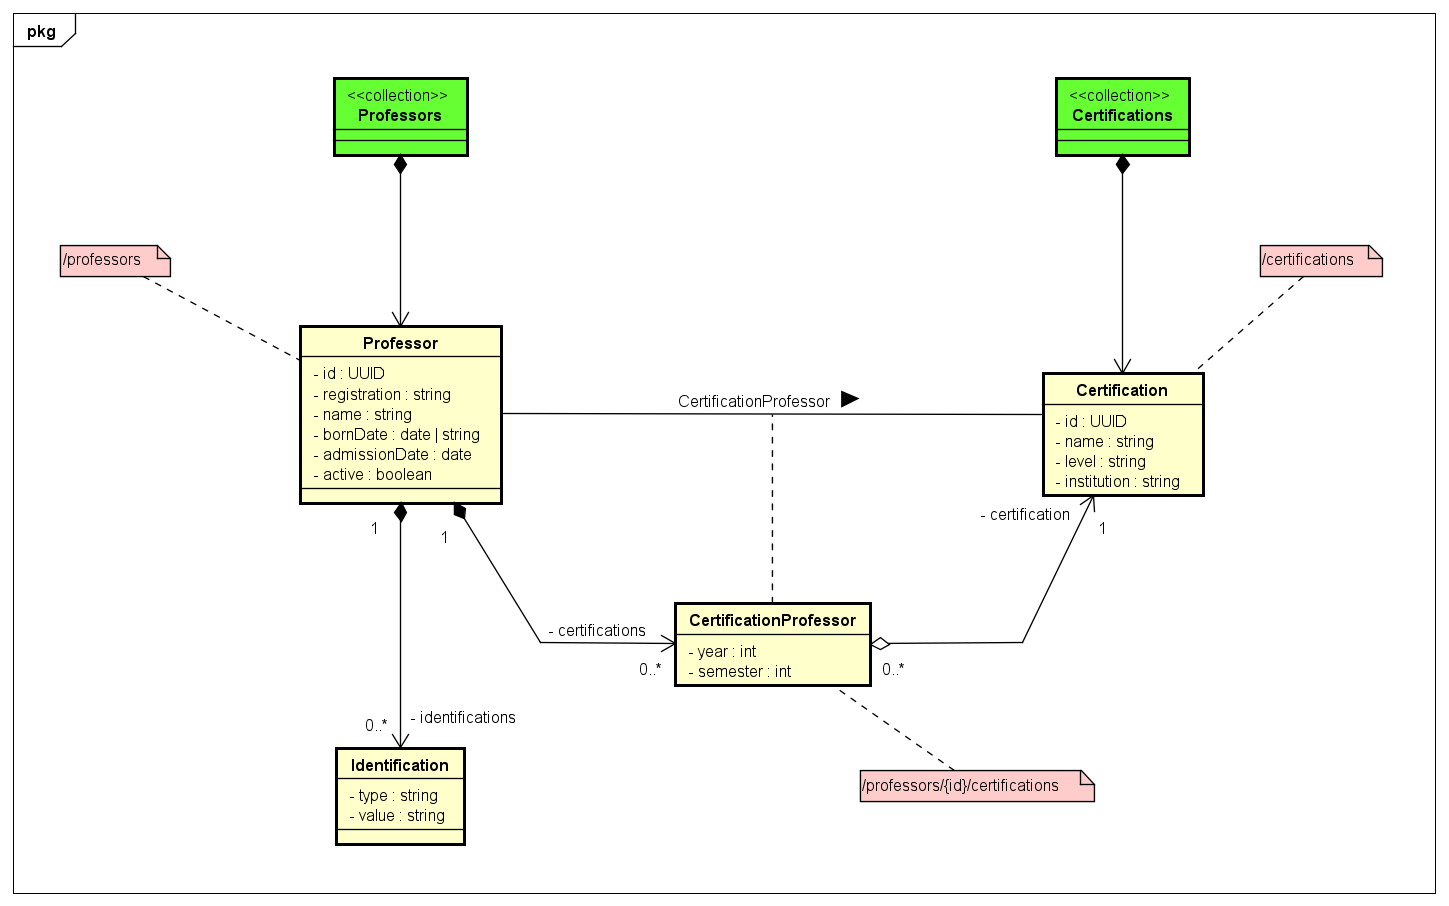 pkg
<<collection>>
Professors
<<collection>>
Certifications
/professors
/certifications
Professor
- id : UUID
- registration : string
- name : string
- bornDate : date | string
- admissionDate : date
- active : boolean
CertificationProfessor
Certification
- id : UUID
- name : string
- level : string
- institution : string
1
1
- certification
1
- certifications
0..*
CertificationProfessor
- year : int
- semester : int
0..*
0..*
- identifications
Identification
- type : string
- value : string
/professors/{id}/certifications